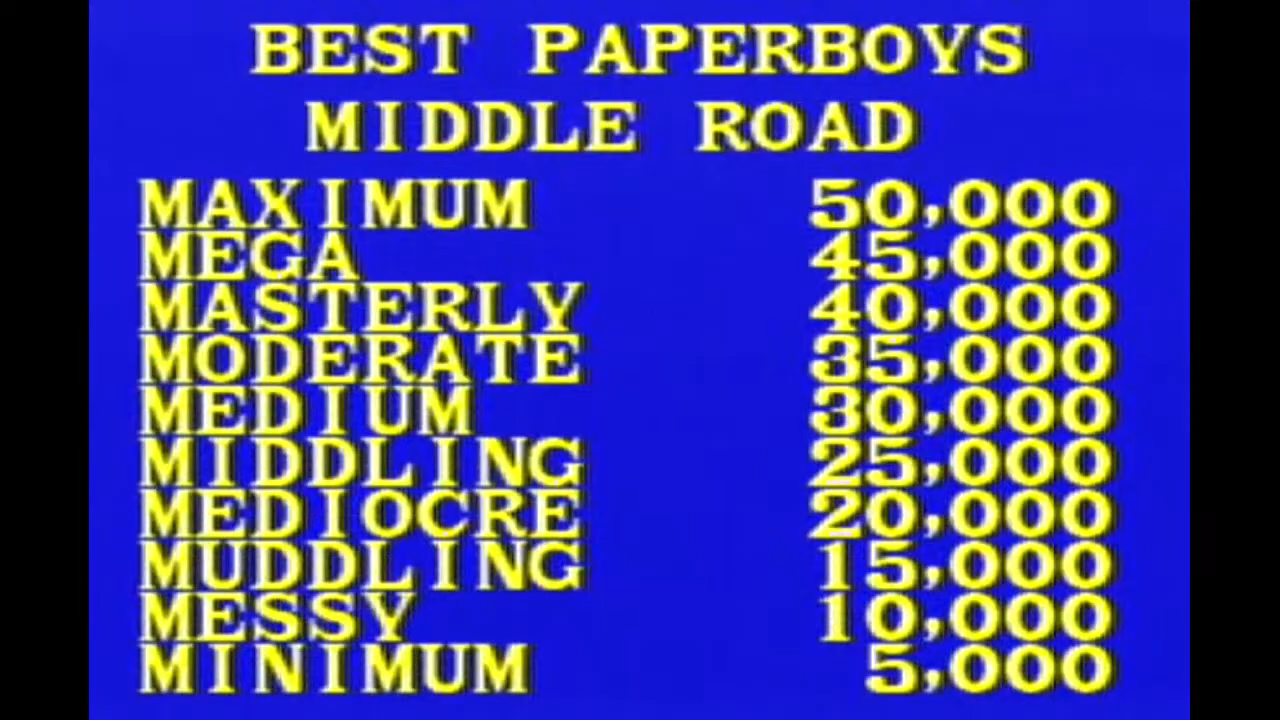 BEST PAPERBOYS
MIDDLE ROAD
MAXIMUM 50,000
MEGA 45,000
MASTERLY 40,000
MODERATE 35,000
MEDIUM 30,000
MIDDLING 25,000
MEDIOCRE 20,000
MUDDLING 15,000
MESSY 10,000
MINIMUM 5,000